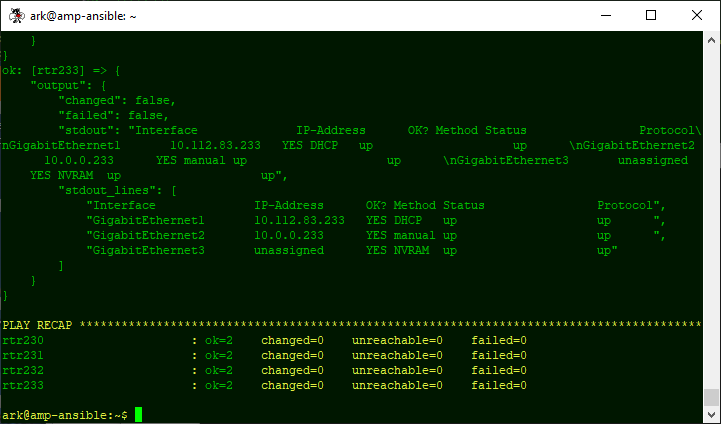 ark@amp-ansible: ~
    }
}
ok: [rtr233] => {
    "output": {
        "changed": false,
        "failed": false,
        "stdout": "Interface              IP-Address      OK? Method Status                Protocol\
nGigabitEthernet1       10.112.83.233   YES DHCP   up                    up      \nGigabitEthernet2
      10.0.0.233      YES manual up                    up      \nGigabitEthernet3       unassigned
    YES NVRAM  up                    up",
        "stdout_lines": [
            "Interface              IP-Address      OK? Method Status                Protocol",
            "GigabitEthernet1       10.112.83.233   YES DHCP   up                    up      ",
            "GigabitEthernet2       10.0.0.233      YES manual up                    up      ",
            "GigabitEthernet3       unassigned      YES NVRAM  up                    up"
        ]
    }
}
PLAY RECAP *****************************************************************************************
rtr230                     : ok=2    changed=0    unreachable=0    failed=0
rtr231                     : ok=2    changed=0    unreachable=0    failed=0
rtr232                     : ok=2    changed=0    unreachable=0    failed=0
rtr233                     : ok=2    changed=0    unreachable=0    failed=0
ark@amp-ansible:~$